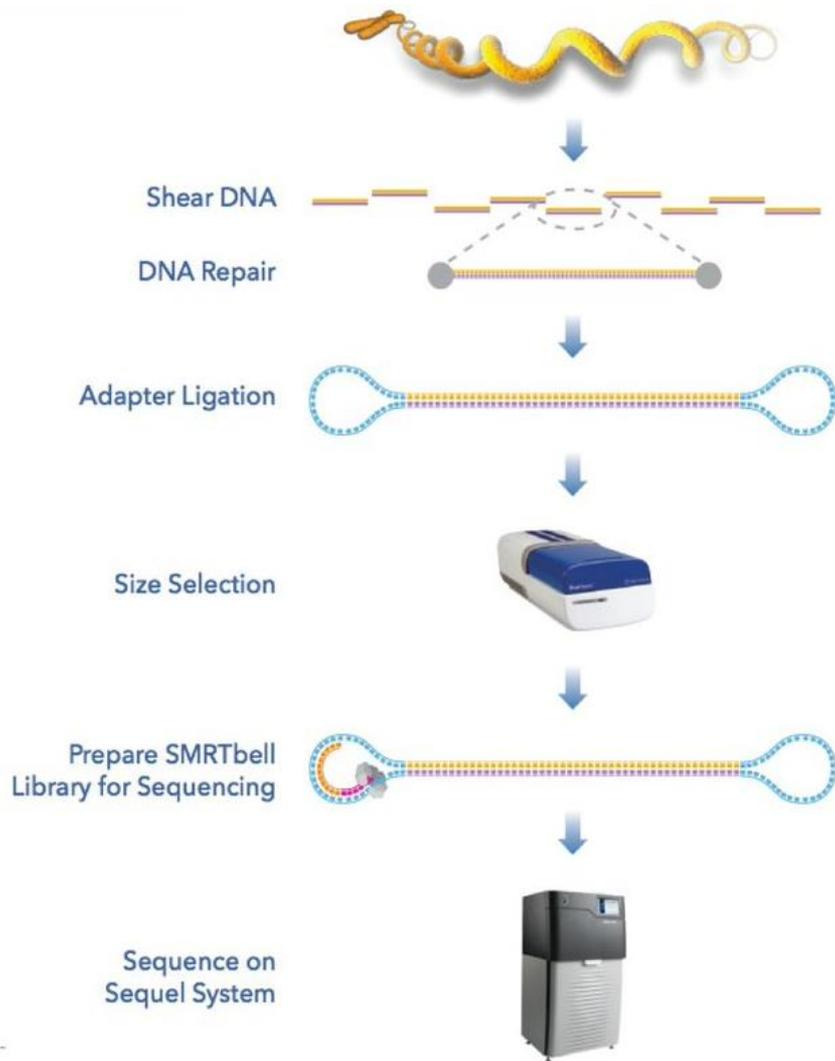 Shear DNA
DNA Repair
Adapter Ligation
Size Selection
Prepare SMRTbell
Library for Sequencing
Sequence on
Sequel System